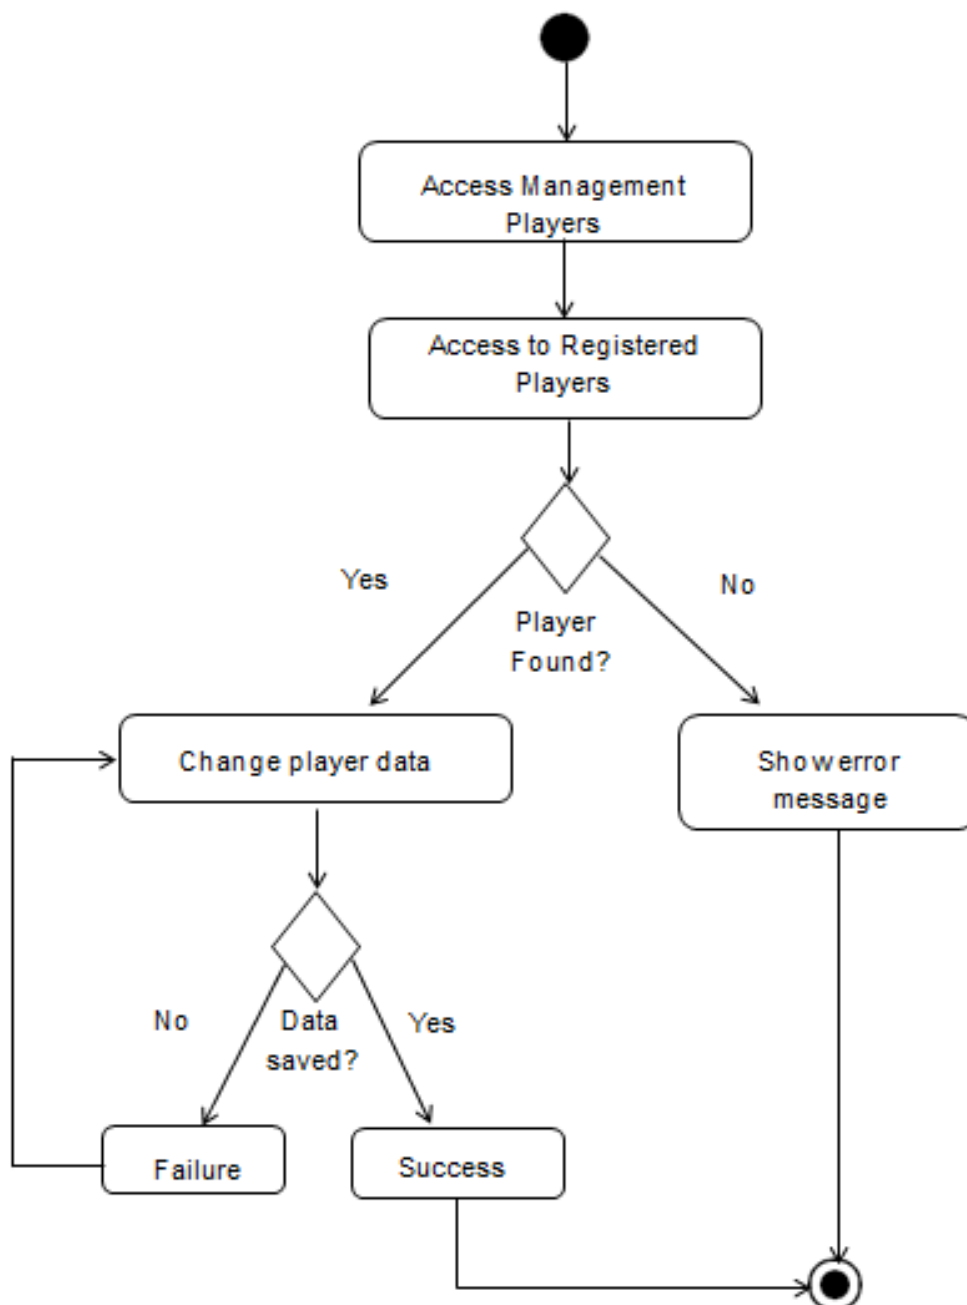 Access Management
Players
Access to Registered
Players
Yes
No
Player
Found?
Change player data
Show error
message
No
Data
saved?
Yes
Failure
Success